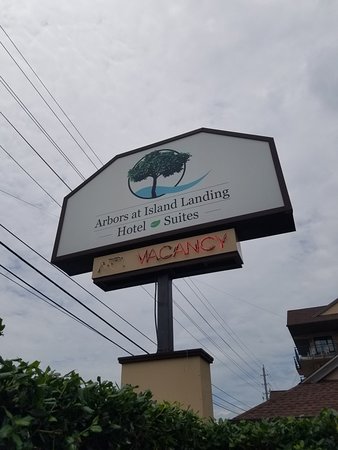 Arbors at Island Landing
Hotel Suites
VACANCY